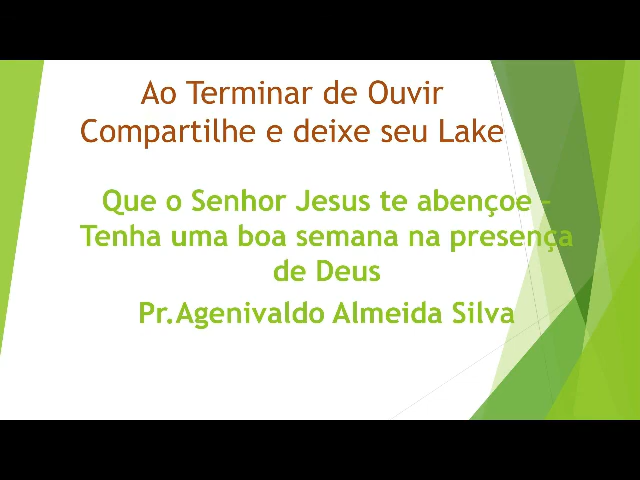 Ao Terminar de Ouvir
Compartilhe e deixe seu Lake
Que o Senhor Jesus te abençoe –
Tenha uma boa semana na presença
de Deus
Pr.Agenivaldo Almeida Silva